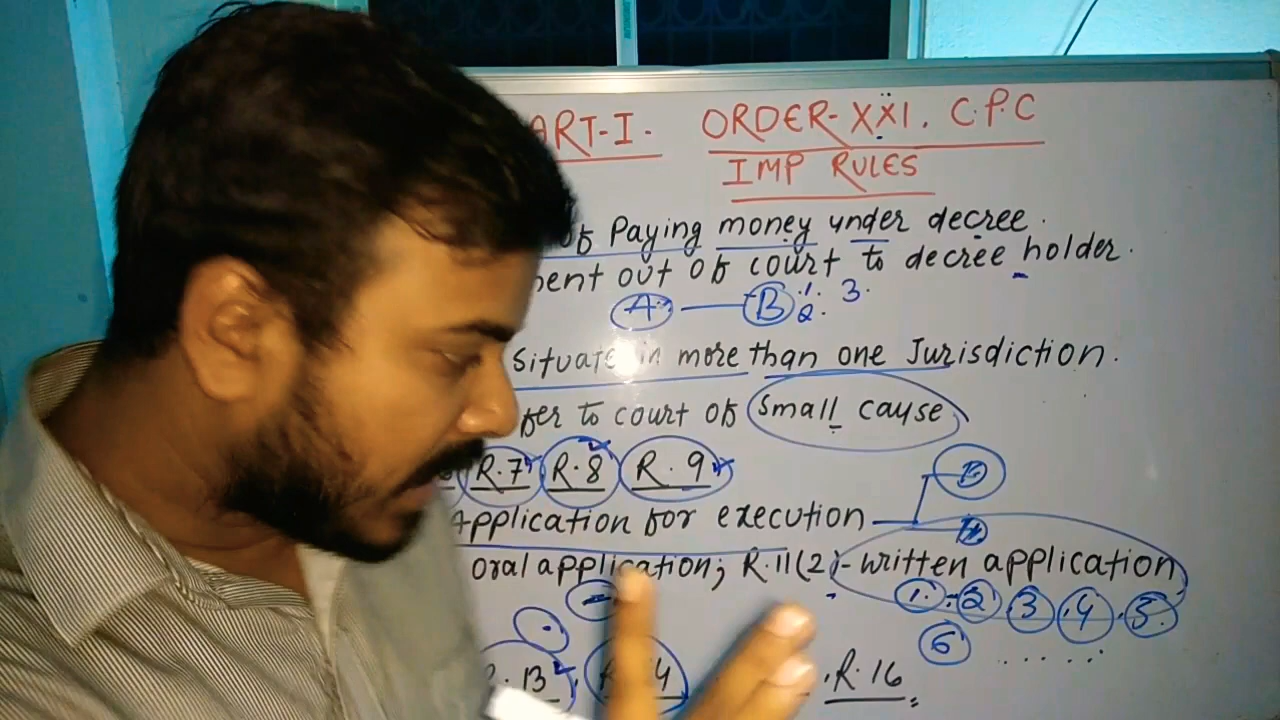 ART-I. ORDER-XXI. C.P.C
IMP RULES
of Paying money under decree.
ment out of court to decree holder.
A B 1. 2. 3.
Situate in more than one Jurisdiction.
fer to court of Small cause
R.7 R.8 R.9
Application for execution
oral application; R.11(2)-written application
1. 2 3 4 5.
6 ......
R.13 4 R.16